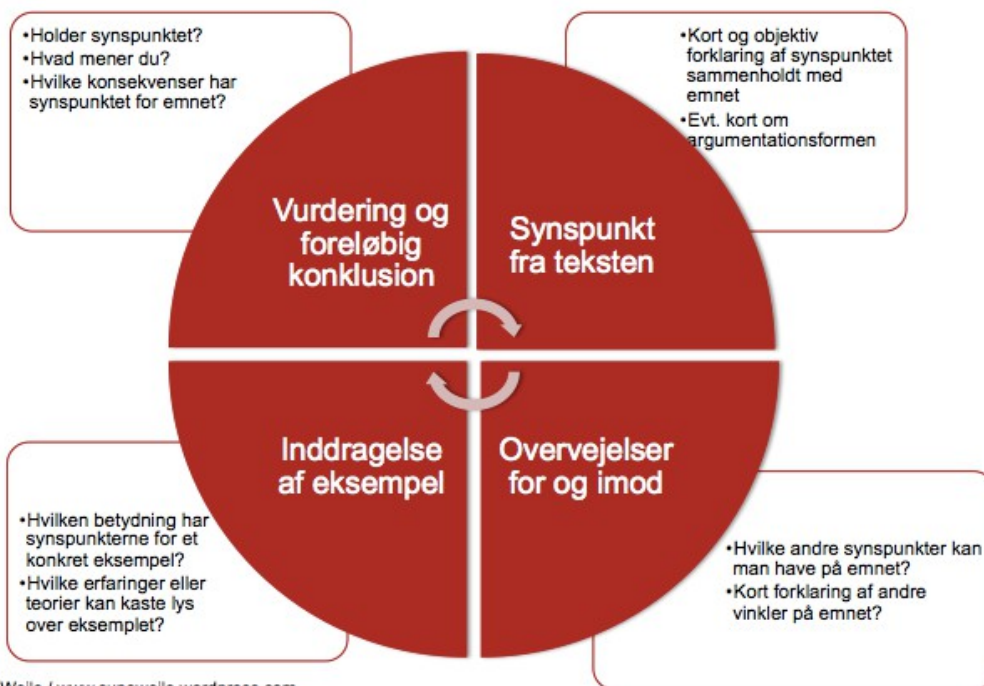 •Holder synspunktet?
•Hvad mener du?
•Hvilke konsekvenser har
synspunktet for emnet?
•Kort og objektiv
forklaring af synspunktet
sammenholdt med
emnet
•Evt. kort om
argumentationsformen
Vurdering og
foreløbig
konklusion
Synspunkt
fra teksten
Inddragelse
af eksempel
Overvejelser
for og imod
•Hvilken betydning har
synspunkterne for et
konkret eksempel?
•Hvilke erfaringer eller
teorier kan kaste lys
over eksemplet?
•Hvilke andre synspunkter kan
man have på emnet?
•Kort forklaring af andre
vinkler på emnet?